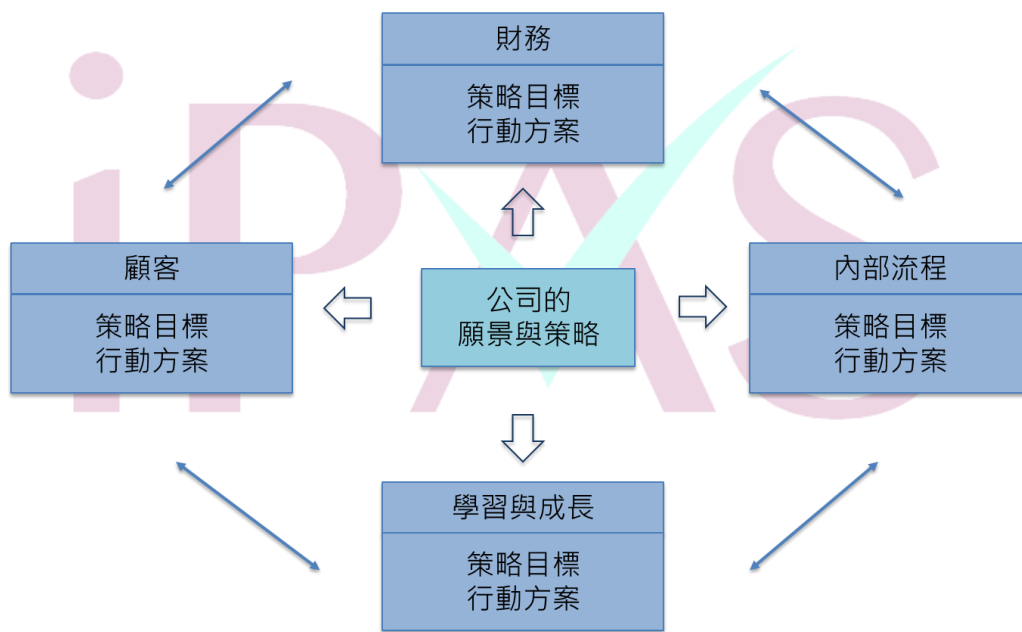 財務
策略目標
行動方案
顧客
策略目標
行動方案
公司的
願景與策略
內部流程
策略目標
行動方案
學習與成長
策略目標
行動方案
iPAS